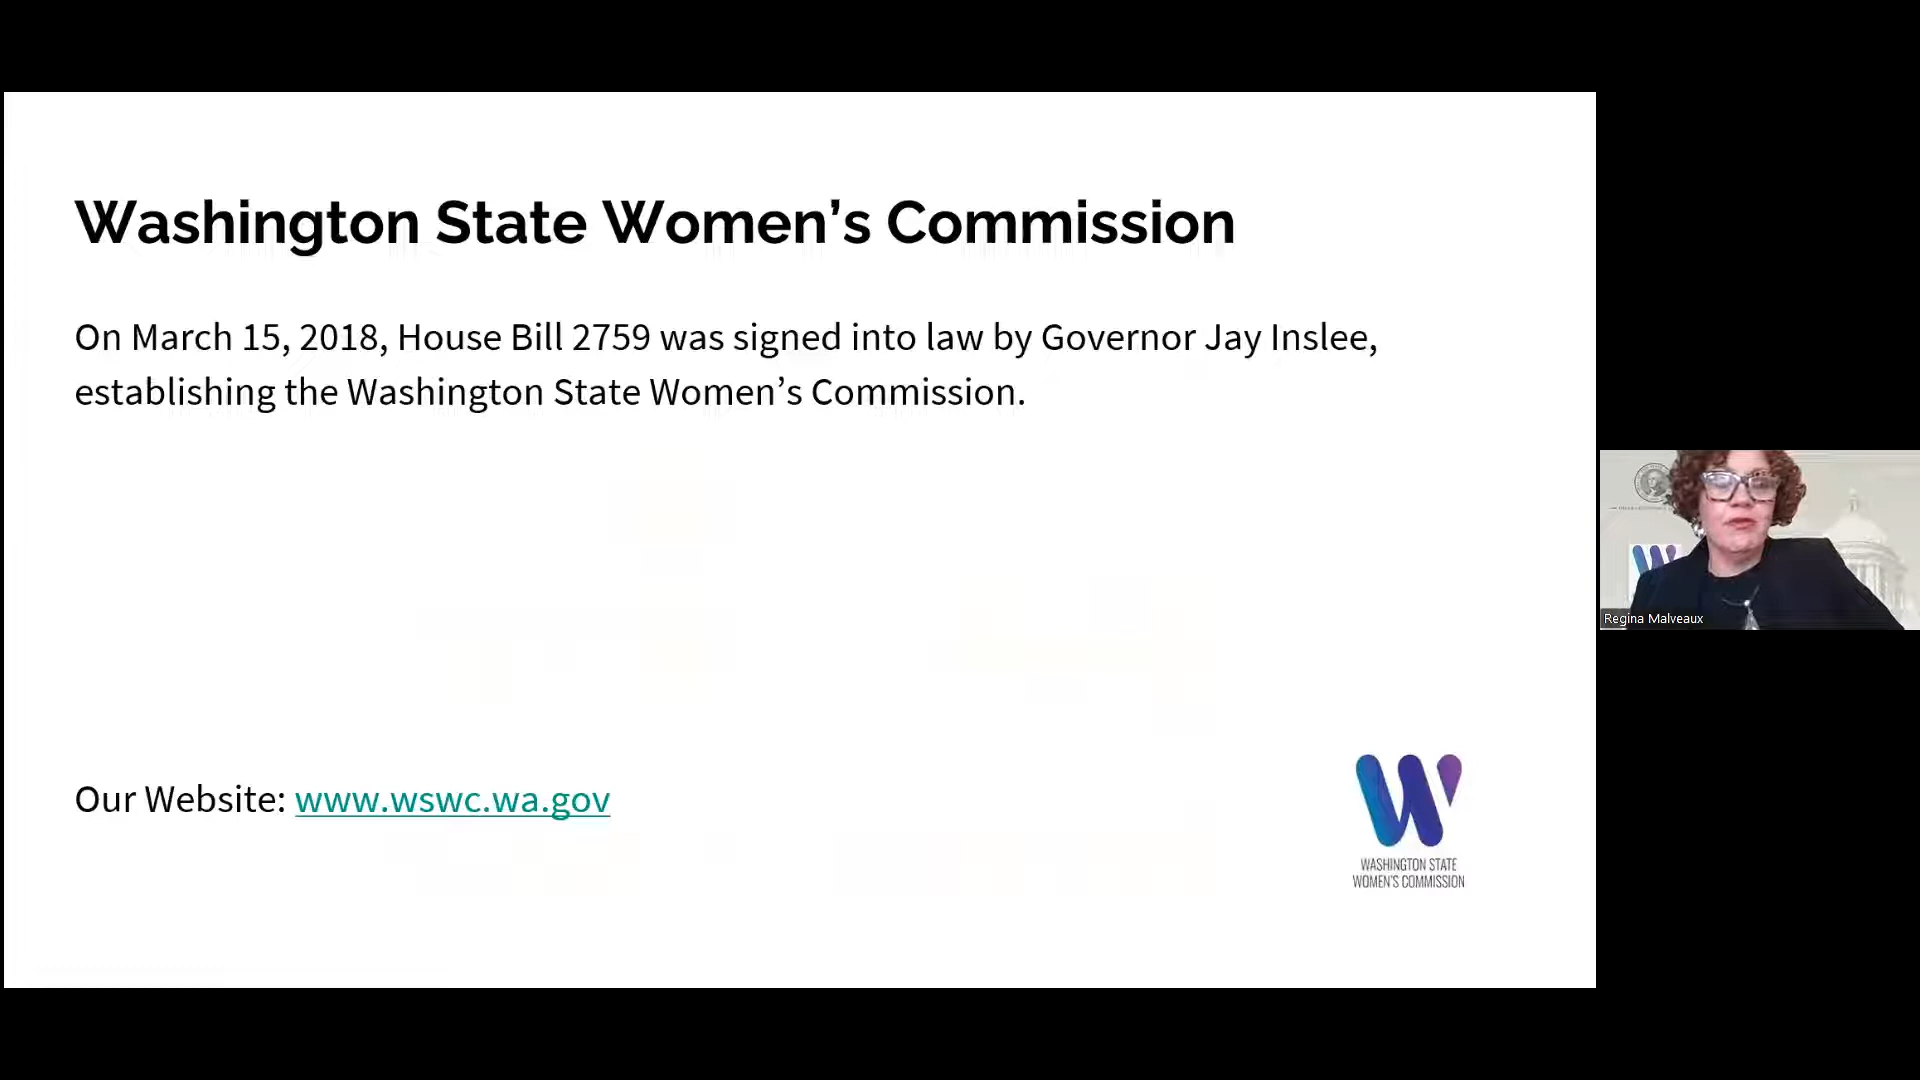 Washington State Women’s Commission
On March 15, 2018, House Bill 2759 was signed into law by Governor Jay Inslee,
establishing the Washington State Women’s Commission.
Our Website: www.wswc.wa.gov
WASHINGTON STATE
WOMEN'S COMMISSION
Regina Malveaux